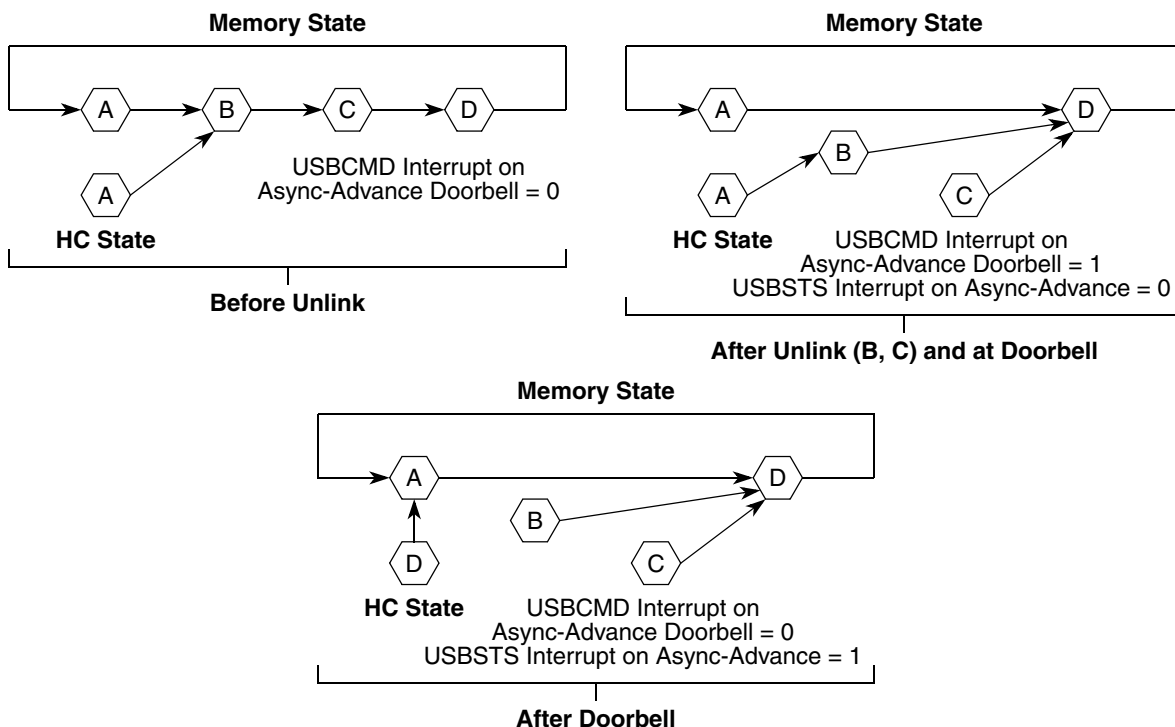 Memory State
A
B
C
D
USBCMD Interrupt on
Async-Advance Doorbell = 0
A
HC State
Before Unlink
Memory State
A
D
B
A
C
HC State
USBCMD Interrupt on
Async-Advance Doorbell = 1
USBSTS Interrupt on Async-Advance = 0
After Unlink (B, C) and at Doorbell
Memory State
A
D
B
D
C
HC State
USBCMD Interrupt on
Async-Advance Doorbell = 0
USBSTS Interrupt on Async-Advance = 1
After Doorbell